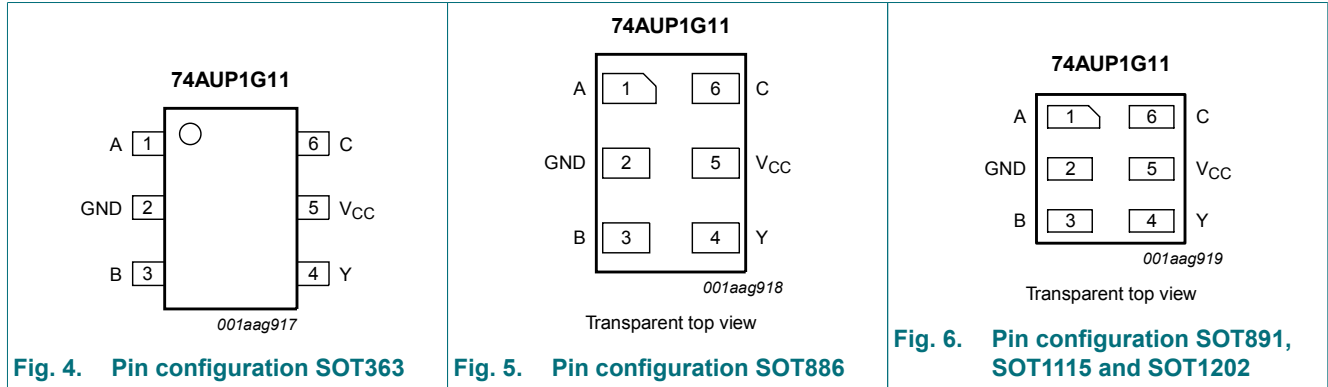 74AUP1G11
A 1 6 C
GND 2 5 VCC
B 3 4 Y
001aag917
Fig. 4. Pin configuration SOT363
74AUP1G11
A 1 6 C
GND 2 5 VCC
B 3 4 Y
001aag918
Transparent top view
Fig. 5. Pin configuration SOT886
74AUP1G11
A 1 6 C
GND 2 5 VCC
B 3 4 Y
001aag919
Transparent top view
Fig. 6. Pin configuration SOT891,
SOT1115 and SOT1202